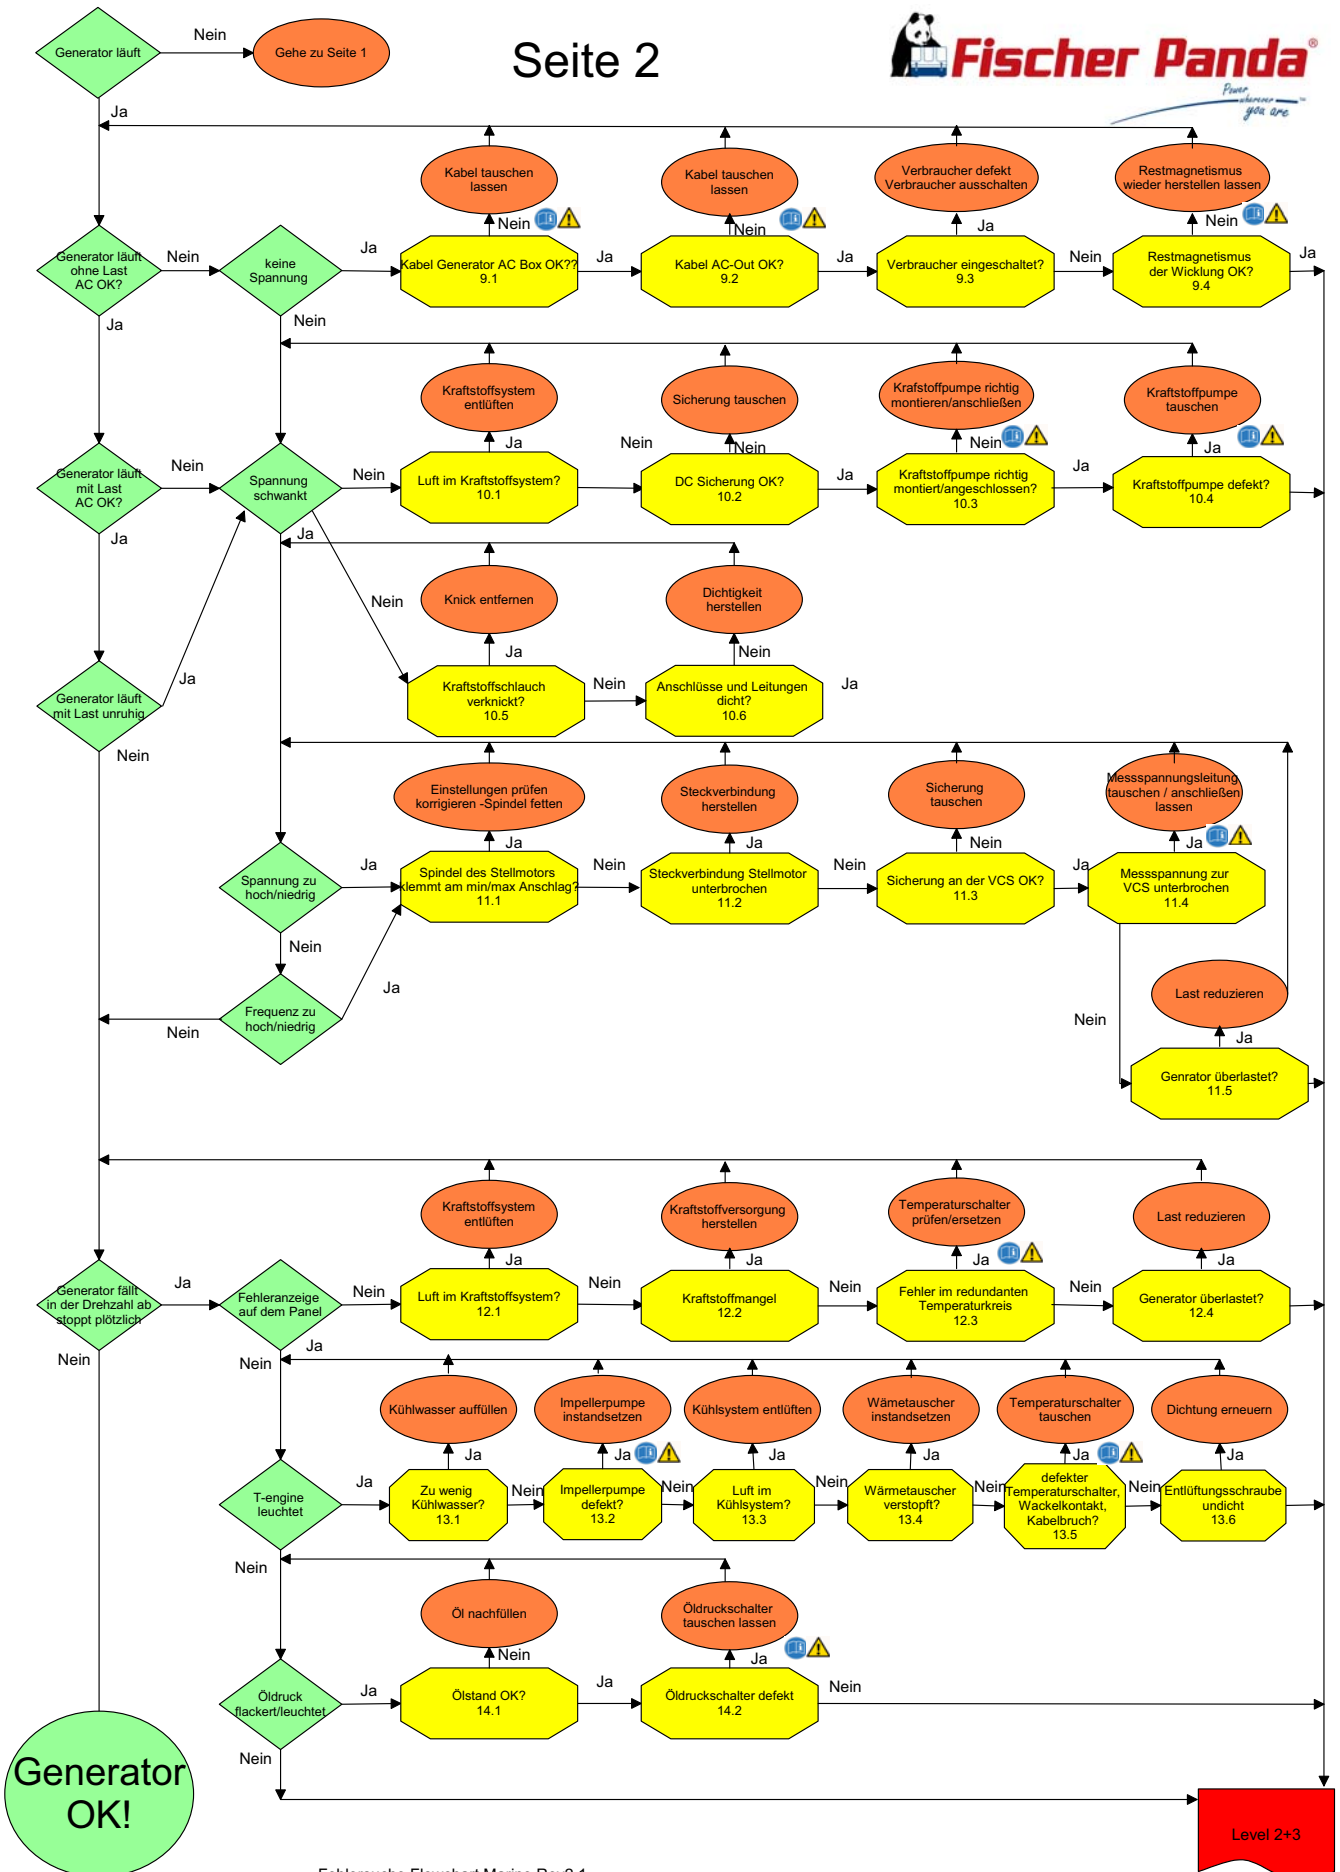 Seite 2
Fischer Panda®
Power
wherever
you are
™
Generator läuft
Nein
Gehe zu Seite 1
Ja
Kabel tauschen
lassen
Kabel tauschen
lassen
Verbraucher defekt
Verbraucher ausschalten
Restmagnetismus
wieder herstellen lassen
Nein
Nein
Ja
Nein
Generator läuft
ohne Last
AC OK?
Nein
keine
Spannung
Ja
Kabel Generator AC Box OK??
9.1
Ja
Kabel AC-Out OK?
9.2
Ja
Verbraucher eingeschaltet?
9.3
Nein
Restmagnetismus
der Wicklung OK?
9.4
Ja
Ja
Nein
Kraftstoffsystem
entlüften
Sicherung tauschen
Krafstoffpumpe richtig
montieren/anschließen
Kraftstoffpumpe
tauschen
Ja
Nein
Nein
Nein
Ja
Generator läuft
mit Last
AC OK?
Nein
Spannung
schwankt
Nein
Luft im Kraftstoffsystem?
10.1
DC Sicherung OK?
10.2
Ja
Kraftstoffpumpe richtig
montiert/angeschlossen?
10.3
Ja
Kraftstoffpumpe defekt?
10.4
Ja
Ja
Nein
Knick entfernen
Dichtigkeit
herstellen
Ja
Nein
Generator läuft
mit Last unruhig
Ja
Kraftstoffschlauch
verknickt?
10.5
Nein
Anschlüsse und Leitungen
dicht?
10.6
Ja
Nein
Einstellungen prüfen
korrigieren -Spindel fetten
Steckverbindung
herstellen
Sicherung
tauschen
Messspannungsleitung
tauschen / anschließen
lassen
Ja
Ja
Nein
Ja
Spannung zu
hoch/niedrig
Ja
Spindel des Stellmotors
klemmt am min/max Anschlag?
11.1
Nein
Steckverbindung Stellmotor
unterbrochen
11.2
Nein
Sicherung an der VCS OK?
11.3
Ja
Messspannung zur
VCS unterbrochen
11.4
Nein
Ja
Frequenz zu
hoch/niedrig
Nein
Last reduzieren
Nein
Ja
Genrator überlastet?
11.5
Kraftstoffsystem
entlüften
Kraftstoffversorgung
herstellen
Temperaturschalter
prüfen/ersetzen
Last reduzieren
Ja
Ja
Ja
Ja
Generator fällt
in der Drehzahl ab
stoppt plötzlich
Ja
Fehleranzeige
auf dem Panel
Nein
Luft im Kraftstoffsystem?
12.1
Nein
Kraftstoffmangel
12.2
Nein
Fehler im redundanten
Temperaturkreis
12.3
Nein
Generator überlastet?
12.4
Nein
Nein
Ja
Kühlwasser auffüllen
Impellerpumpe
instandsetzen
Kühlsystem entlüften
Wämetauscher
instandsetzen
Temperaturschalter
tauschen
Dichtung erneuern
Ja
Ja
Ja
Ja
Ja
Ja
T-engine
leuchtet
Ja
Zu wenig
Kühlwasser?
13.1
Nein
Impellerpumpe
defekt?
13.2
Nein
Luft im
Kühlsystem?
13.3
Nein
Wärmetauscher
verstopft?
13.4
Nein
defekter
Temperaturschalter,
Wackelkontakt,
Kabelbruch?
13.5
Nein
Entlüftungsschraube
undicht
13.6
Nein
Öl nachfüllen
Öldruckschalter
tauschen lassen
Nein
Ja
Öldruck
flackert/leuchtet
Ja
Ölstand OK?
14.1
Ja
Öldruckschalter defekt
14.2
Nein
Nein
Generator
OK!
Level 2+3
Fehlersuche Flowchart Marine Rev2.1